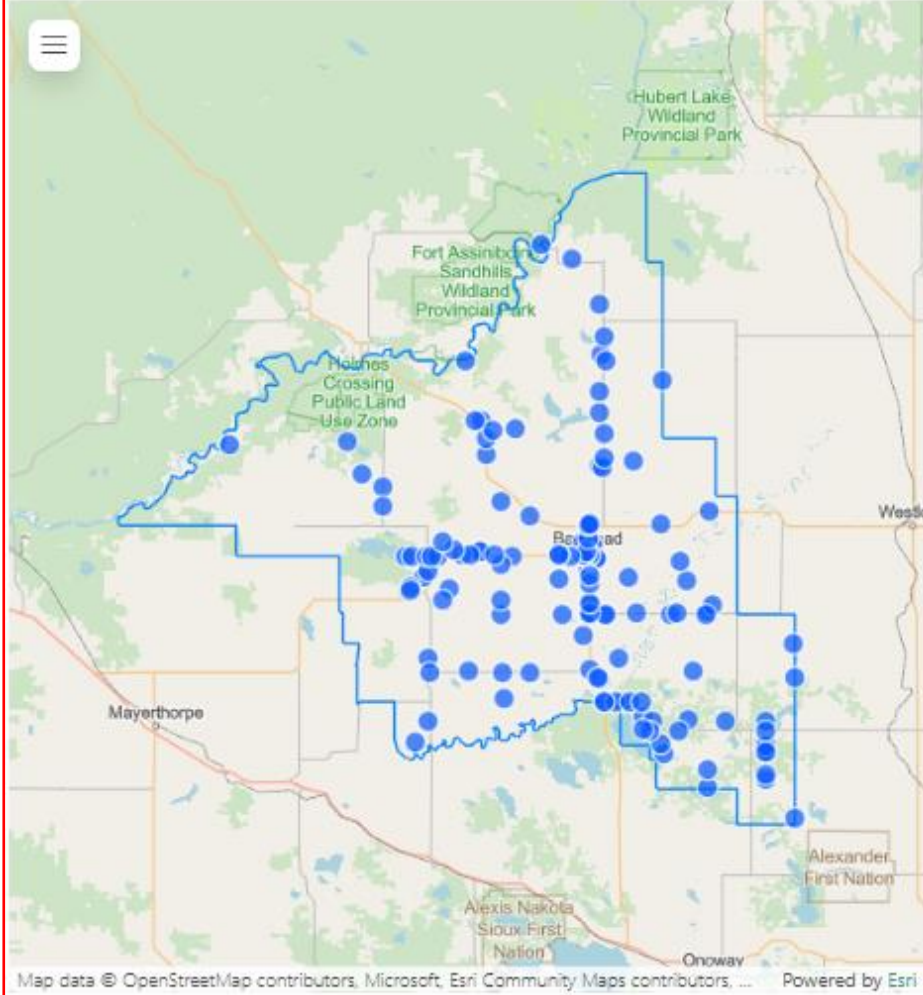 Hubert Lake
Wildland
Provincial Park
Fort Assiniboine
Sandhills
Wildland
Provincial Park
Holmes
Crossing
Public Land
Use Zone
Mayerthorpe
Alexander
First Nation
Alexis Nakota
Sioux First
Nation
Onoway
Map data © OpenStreetMap contributors, Microsoft, Esri Community Maps contributors, ...
Powered by Esri